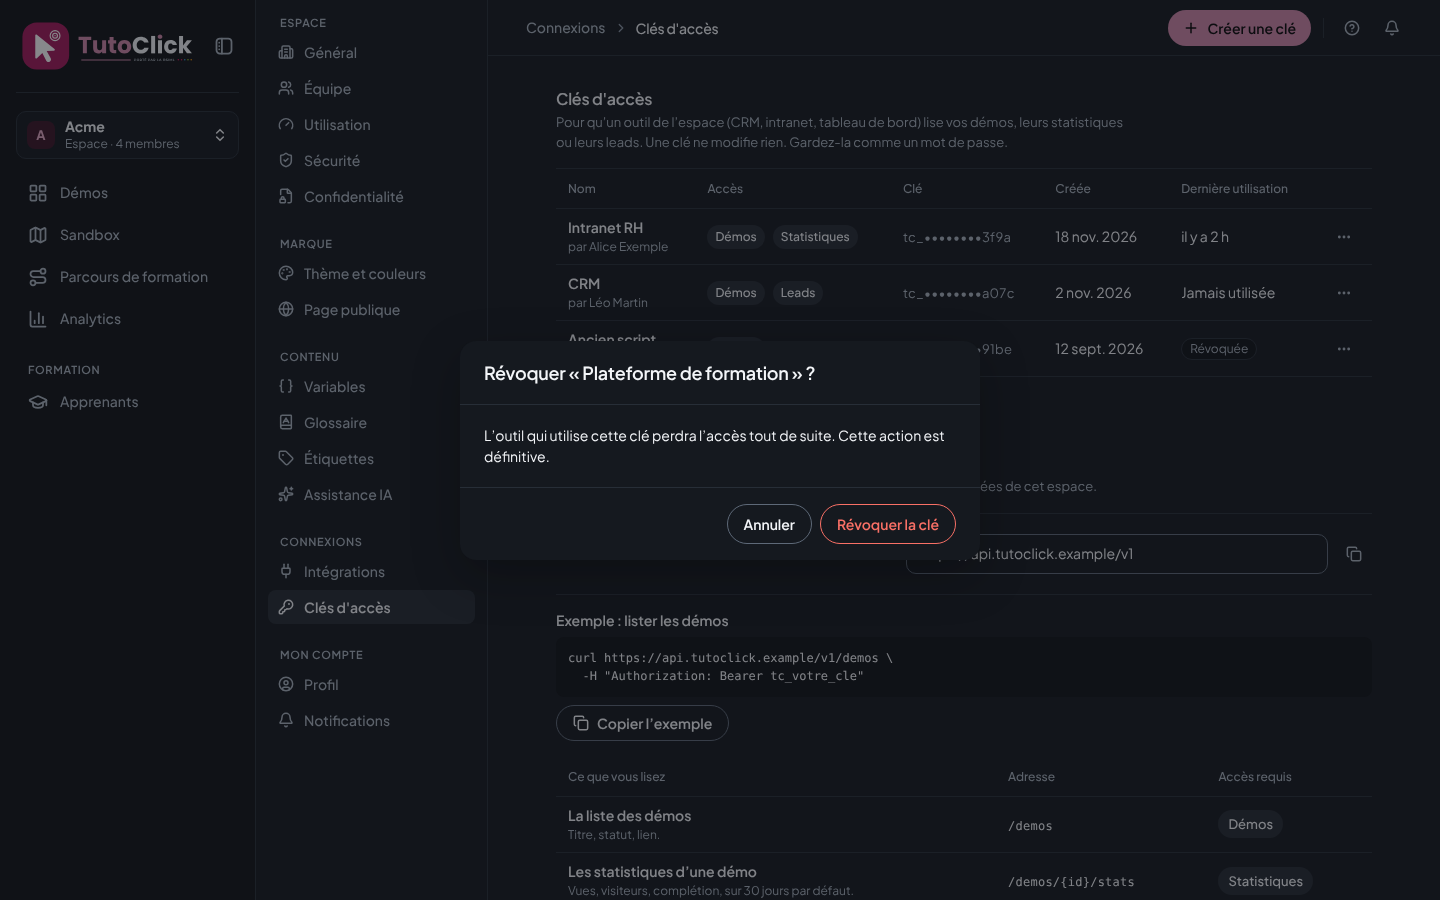 TutoClick
Acme
A
Espace · 4 membres
Démos
Sandbox
Parcours de formation
Analytics
FORMATION
Apprenants
ESPACE
Général
Équipe
Utilisation
Sécurité
Confidentialité
MARQUE
Thème et couleurs
Page publique
CONTENU
Variables
Glossaire
Étiquettes
Assistance IA
CONNEXIONS
Intégrations
Clés d'accès
MON COMPTE
Profil
Notifications
Connexions > Clés d'accès
+ Créer une clé
Clés d'accès
Pour qu'un outil de l'espace (CRM, intranet, tableau de bord) lise vos démos, leurs statistiques
ou leurs leads. Une clé ne modifie rien. Gardez-la comme un mot de passe.
Nom Accès Clé Créée Dernière utilisation
Intranet RH Démos Statistiques tc_••••••••3f9a 18 nov. 2026 il y a 2 h
par Alice Exemple
CRM Démos Leads tc_••••••••a07c 2 nov. 2026 Jamais utilisée
par Léo Martin
Ancien script 91be 12 sept. 2026 Révoquée
Révoquer « Plateforme de formation » ?
L'outil qui utilise cette clé perdra l'accès tout de suite. Cette action est
définitive.
Annuler Révoquer la clé
de cet espace.
api.tutoclick.example/v1
Exemple : lister les démos
curl https://api.tutoclick.example/v1/demos \
-H "Authorization: Bearer tc_votre_cle"
Copier l'exemple
Ce que vous lisez Adresse Accès requis
La liste des démos /demos Démos
Titre, statut, lien.
Les statistiques d'une démo /demos/{id}/stats Statistiques
Vues, visiteurs, complétion, sur 30 jours par défaut.